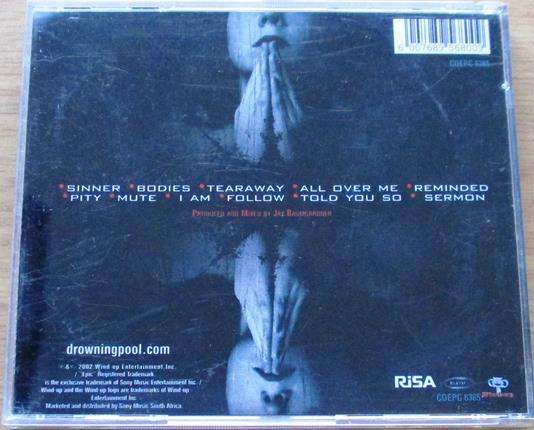 CDEPC 6365
*SINNER *BODIES *TEARAWAY *ALL OVER ME *REMINDED
*PITY *MUTE * I AM *FOLLOW *TOLD YOU SO * SERMON
Produced and Mixed by Jay Baumgardner
drowningpool.com
2002 Wind up Entertainment Inc.
/ "Epic" Registered Trademark
is the exclusive trademark of Sony Music Entertainment Inc. /
Wind-up and the Wind-up logo are trademarks of Wind-up
Entertainment Inc
Marketed and distributed by Sony Music South Africa
RiSA
CDEPC 6365